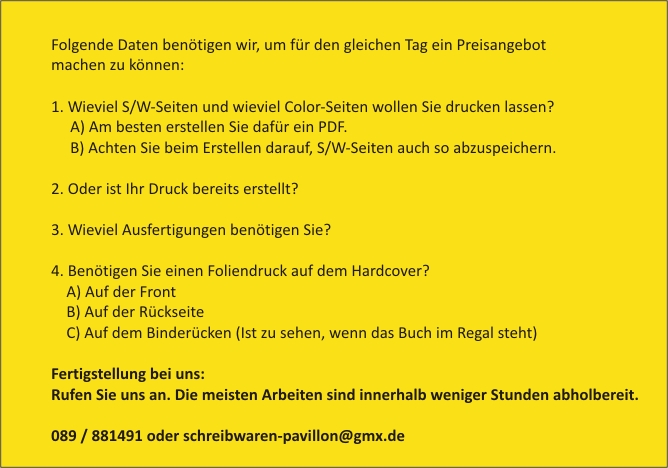 Folgende Daten benötigen wir, um für den gleichen Tag ein Preisangebot
machen zu können:
1. Wieviel S/W-Seiten und wieviel Color-Seiten wollen Sie drucken lassen?
A) Am besten erstellen Sie dafür ein PDF.
B) Achten Sie beim Erstellen darauf, S/W-Seiten auch so abzuspeichern.
2. Oder ist Ihr Druck bereits erstellt?
3. Wieviel Ausfertigungen benötigen Sie?
4. Benötigen Sie einen Foliendruck auf dem Hardcover?
A) Auf der Front
B) Auf der Rückseite
C) Auf dem Binderücken (Ist zu sehen, wenn das Buch im Regal steht)
Fertigstellung bei uns:
Rufen Sie uns an. Die meisten Arbeiten sind innerhalb weniger Stunden abholbereit.
089 / 881491 oder schreibwaren-pavillon@gmx.de